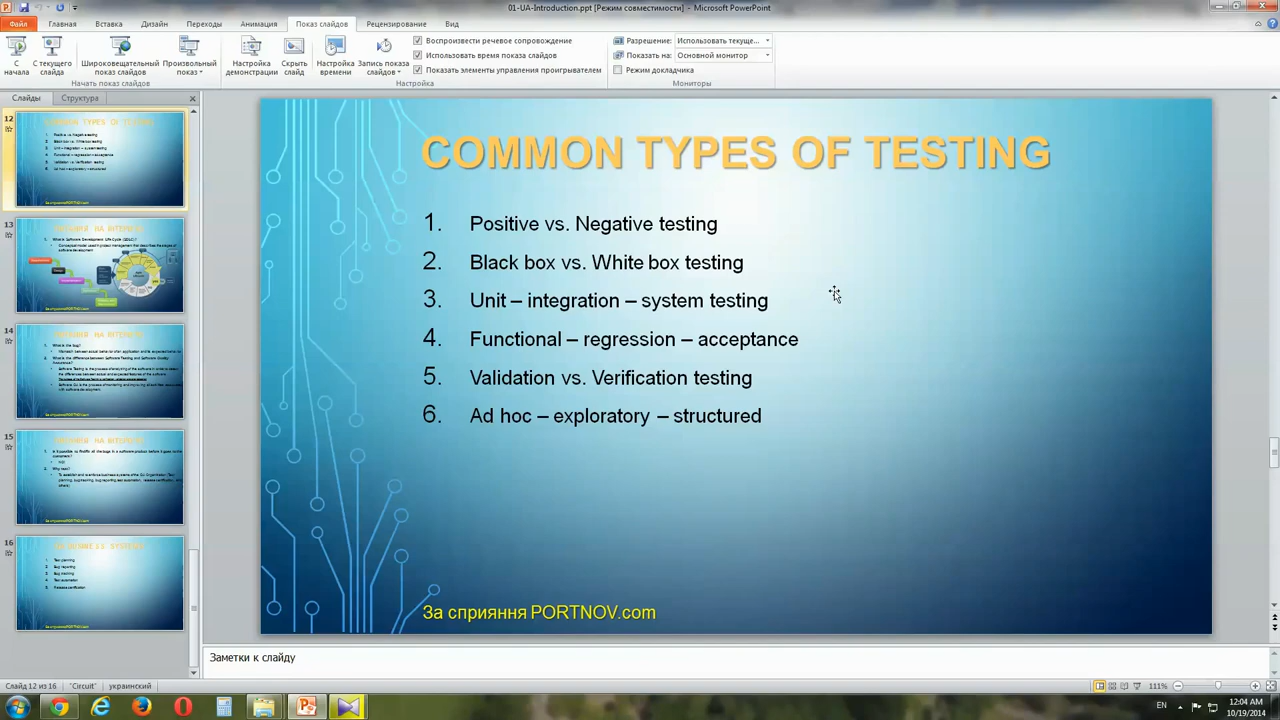 01-UA-Introduction.ppt [Режим совместимости] - Microsoft PowerPoint
Файл Главная Вставка Дизайн Переходы Анимация Показ слайдов Рецензирование Вид
С начала
С текущего слайда
Широковещательный показ слайдов
Произвольный показ
Начать показ слайдов
Настройка демонстрации
Скрыть слайд
Настройка времени
Запись показа слайдов
Воспроизвести речевое сопровождение
Использовать время показа слайдов
Показать элементы управления проигрывателем
Настройка
Разрешение: Использовать текуще...
Показать на: Основной монитор
Режим докладчика
Мониторы
Слайды Структура
12
13
14
15
16
COMMON TYPES OF TESTING
1. Positive vs. Negative testing
2. Black box vs. White box testing
3. Unit – integration – system testing
4. Functional – regression – acceptance
5. Validation vs. Verification testing
6. Ad hoc – exploratory – structured
За сприяння PORTNOV.com
Заметки к слайду
Слайд 12 из 16 "Circuit" украинский 111%
EN 12:04 AM
10/19/2014